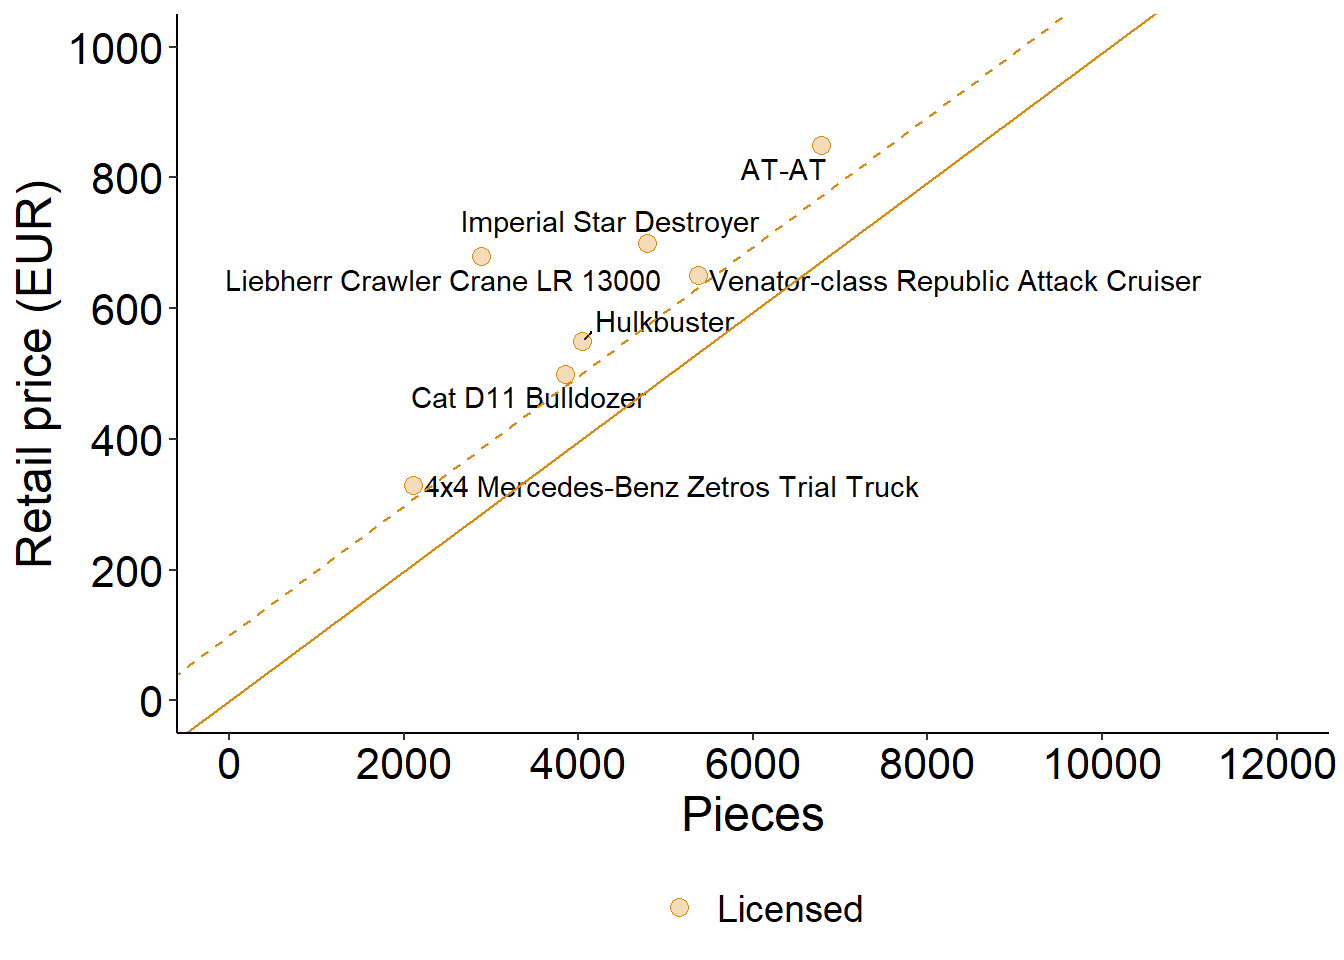 1000
800
600
400
200
0
Retail price (EUR)
AT-AT
Imperial Star Destroyer
Liebherr Crawler Crane LR 13000
Venator-class Republic Attack Cruiser
Hulkbuster
Cat D11 Bulldozer
4x4 Mercedes-Benz Zetros Trial Truck
0 2000 4000 6000 8000 10000 12000
Pieces
Licensed